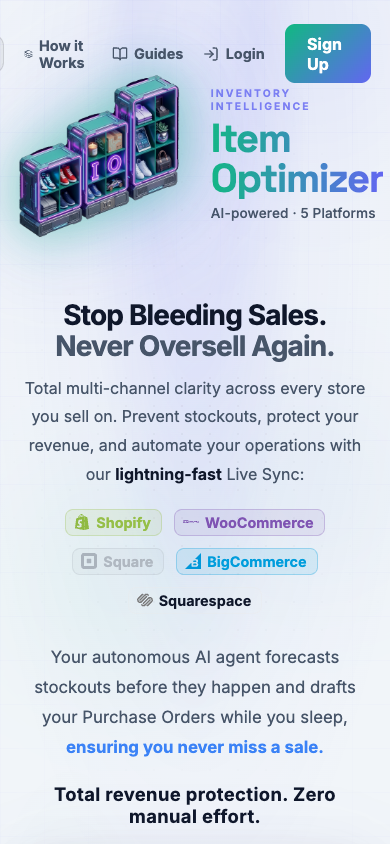 How it
Works
Guides
Login
Sign
Up
IO
INVENTORY
INTELLIGENCE
Item
Optimizer
AI-powered · 5 Platforms
Stop Bleeding Sales.
Never Oversell Again.
Total multi-channel clarity across every store
you sell on. Prevent stockouts, protect your
revenue, and automate your operations with
our lightning-fast Live Sync:
Shopify
WooCommerce
Square
BigCommerce
Squarespace
Your autonomous AI agent forecasts
stockouts before they happen and drafts
your Purchase Orders while you sleep,
ensuring you never miss a sale.
Total revenue protection. Zero
manual effort.